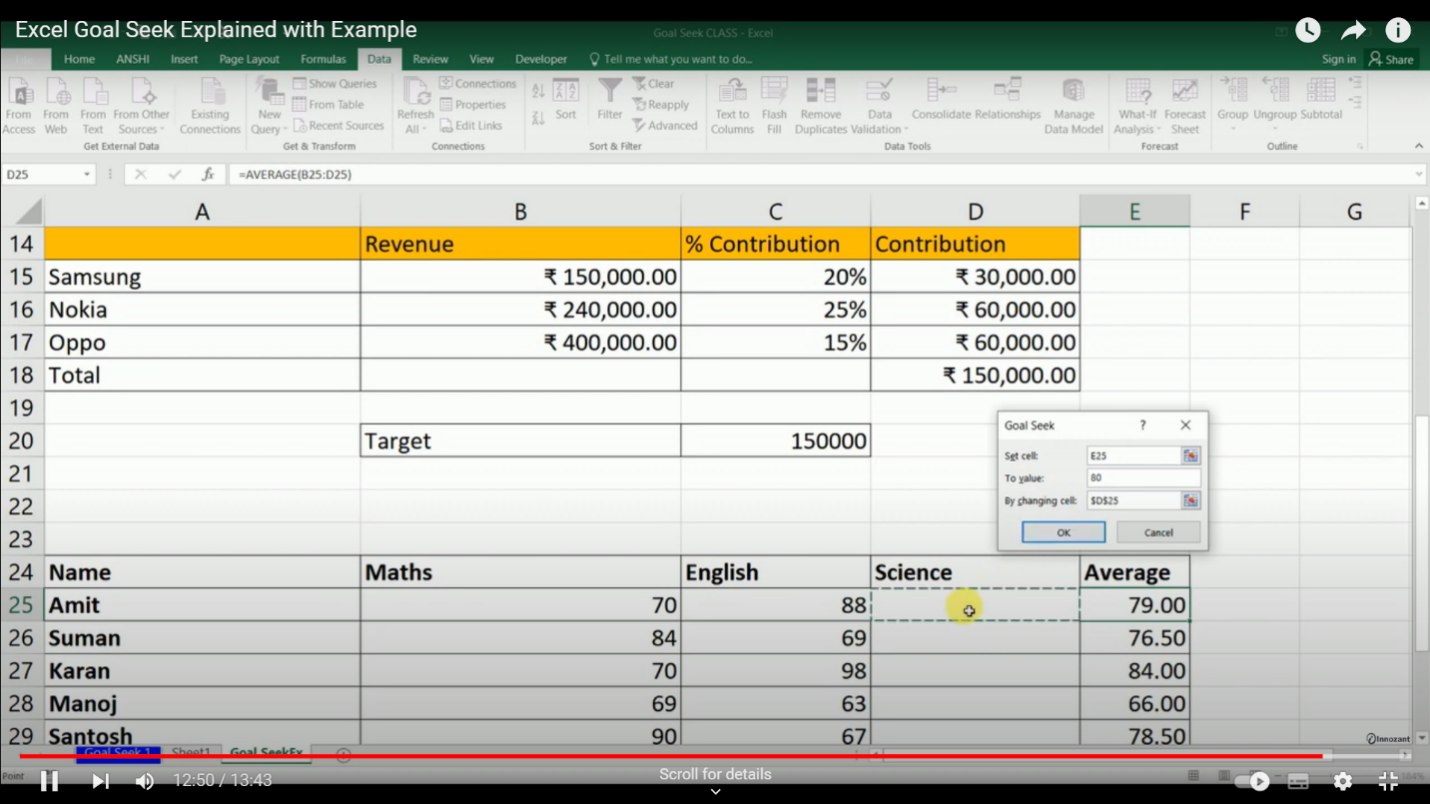 Excel Goal Seek Explained with Example
Goal Seek CLASS - Excel
Home ANSHI Insert Page Layout Formulas Data Review View Developer Tell me what you want to do... Sign in Share
From Access From Web From Text From Other Sources Existing Connections
Get External Data
New Query Show Queries From Table Recent Sources
Get & Transform
Refresh All Connections Properties Edit Links
Connections
Sort Filter Clear Reapply Advanced
Sort & Filter
Text to Columns Flash Fill Remove Duplicates Data Validation Consolidate Relationships Manage Data Model
Data Tools
What-If Analysis Forecast Sheet
Forecast
Group Ungroup Subtotal
Outline
D25 fx =AVERAGE(B25:D25)
A B C D E F G
14 Revenue % Contribution Contribution
15 Samsung ₹ 150,000.00 20% ₹ 30,000.00
16 Nokia ₹ 240,000.00 25% ₹ 60,000.00
17 Oppo ₹ 400,000.00 15% ₹ 60,000.00
18 Total ₹ 150,000.00
19
20 Target 150000
21
22
23
Goal Seek ? ×
Set cell: E25
To value: 80
By changing cell: $D$25
OK Cancel
24 Name Maths English Science Average
25 Amit 70 88 79.00
26 Suman 84 69 76.50
27 Karan 70 98 84.00
28 Manoj 69 63 66.00
29 Santosh 90 67 78.50
Innozant
Goal Seek 1 Sheet1 Goal SeekEx
Point
12:50 / 13:43
Scroll for details
184%